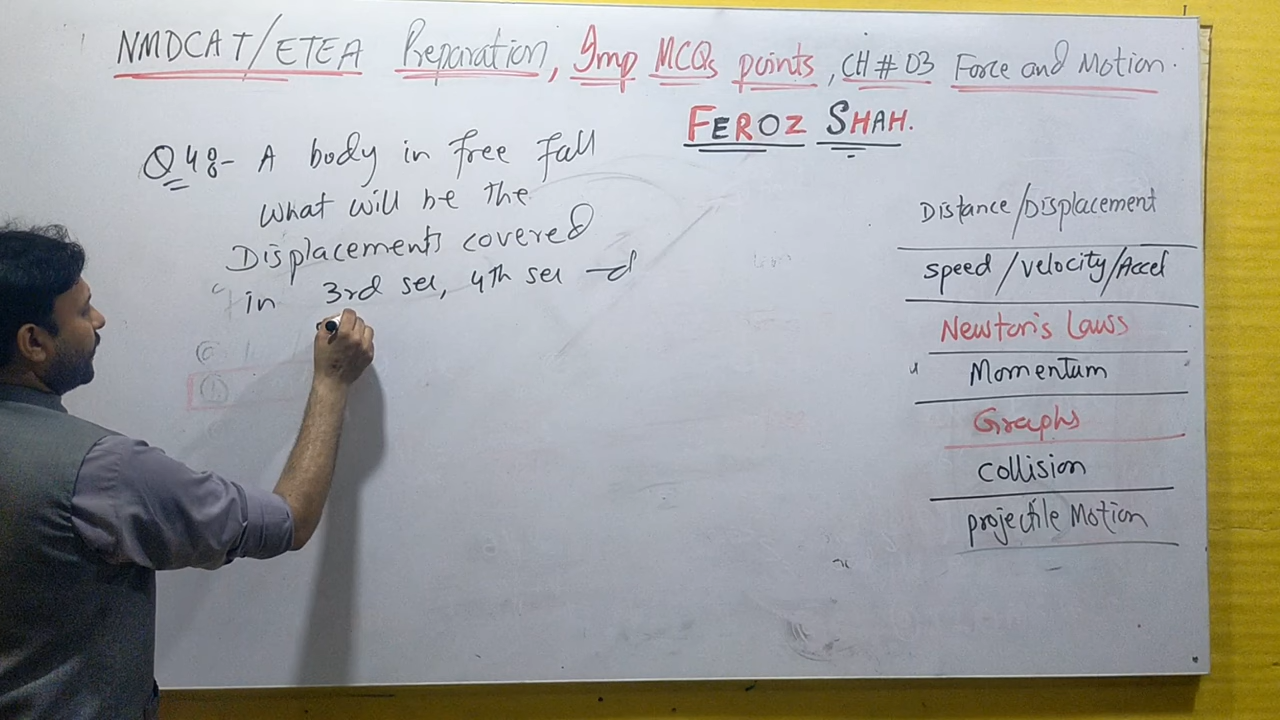 NMDCAT/ETEA Preparation, Imp MCQs points, CH # 03 Force and Motion.
FEROZ SHAH.
Q48- A body in free fall
What will be the
Displacements covered
in 3rd sec, 4th sec
Distance/Displacement
speed/velocity/Accel
Newton's Laws
Momentum
Graphs
collision
projectile Motion